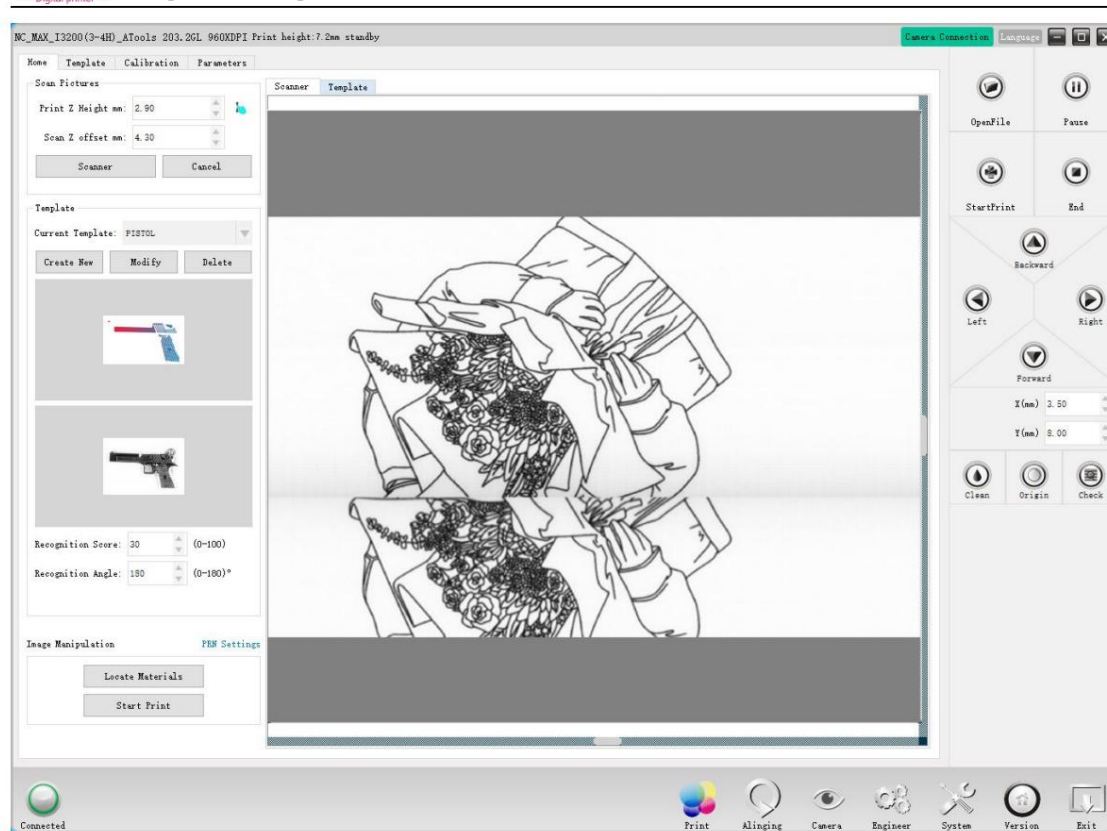 Digital printer
NC_MAX_I3200(3-4H)_ATools 203.2GL 960XDPI Print height:7.2mm standby
Camera Connection
Language
Home Template Calibration Parameters
Scan Pictures
Print Z Height mm: 2.90
Scan Z offset mm: 4.30
Scanner Cancel
Template
Current Template: PISTOL
Create New Modify Delete
Recognition Score: 30 (0-100)
Recognition Angle: 180 (0-180)°
Image Manipulation PRN Settings
Locate Materials
Start Print
Scanner Template
OpenFile Pause
StartPrint End
Backward
Left Right
Forward
X(mm) 3.50
Y(mm) 8.00
Clean Origin Check
Connected
Print Alinging Camera Engineer System Version Exit